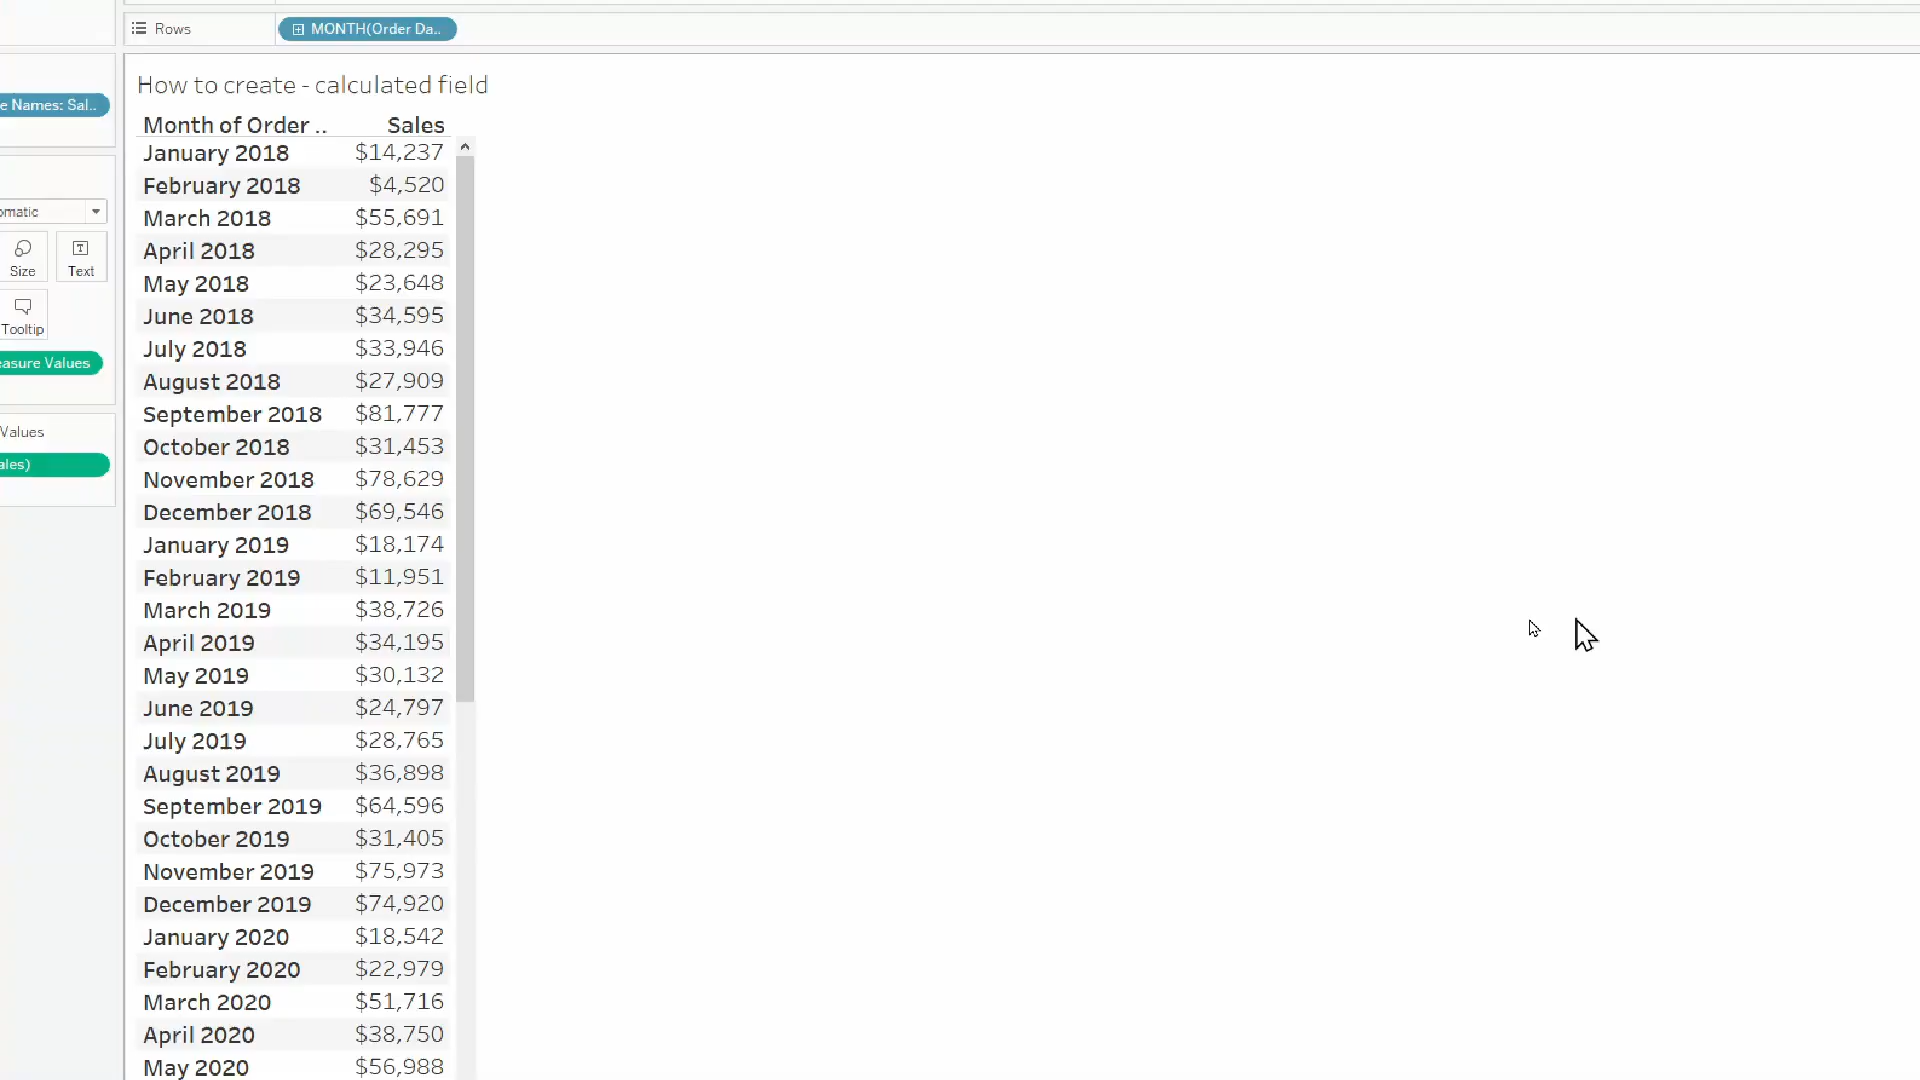 Rows
MONTH(Order Da..
How to create - calculated field
e Names: Sal..
Month of Order ..
Sales
January 2018 $14,237
February 2018 $4,520
March 2018 $55,691
April 2018 $28,295
May 2018 $23,648
June 2018 $34,595
July 2018 $33,946
August 2018 $27,909
September 2018 $81,777
October 2018 $31,453
November 2018 $78,629
December 2018 $69,546
January 2019 $18,174
February 2019 $11,951
March 2019 $38,726
April 2019 $34,195
May 2019 $30,132
June 2019 $24,797
July 2019 $28,765
August 2019 $36,898
September 2019 $64,596
October 2019 $31,405
November 2019 $75,973
December 2019 $74,920
January 2020 $18,542
February 2020 $22,979
March 2020 $51,716
April 2020 $38,750
May 2020 $56,988
omatic
Size
Text
Tooltip
easure Values
Values
ales)